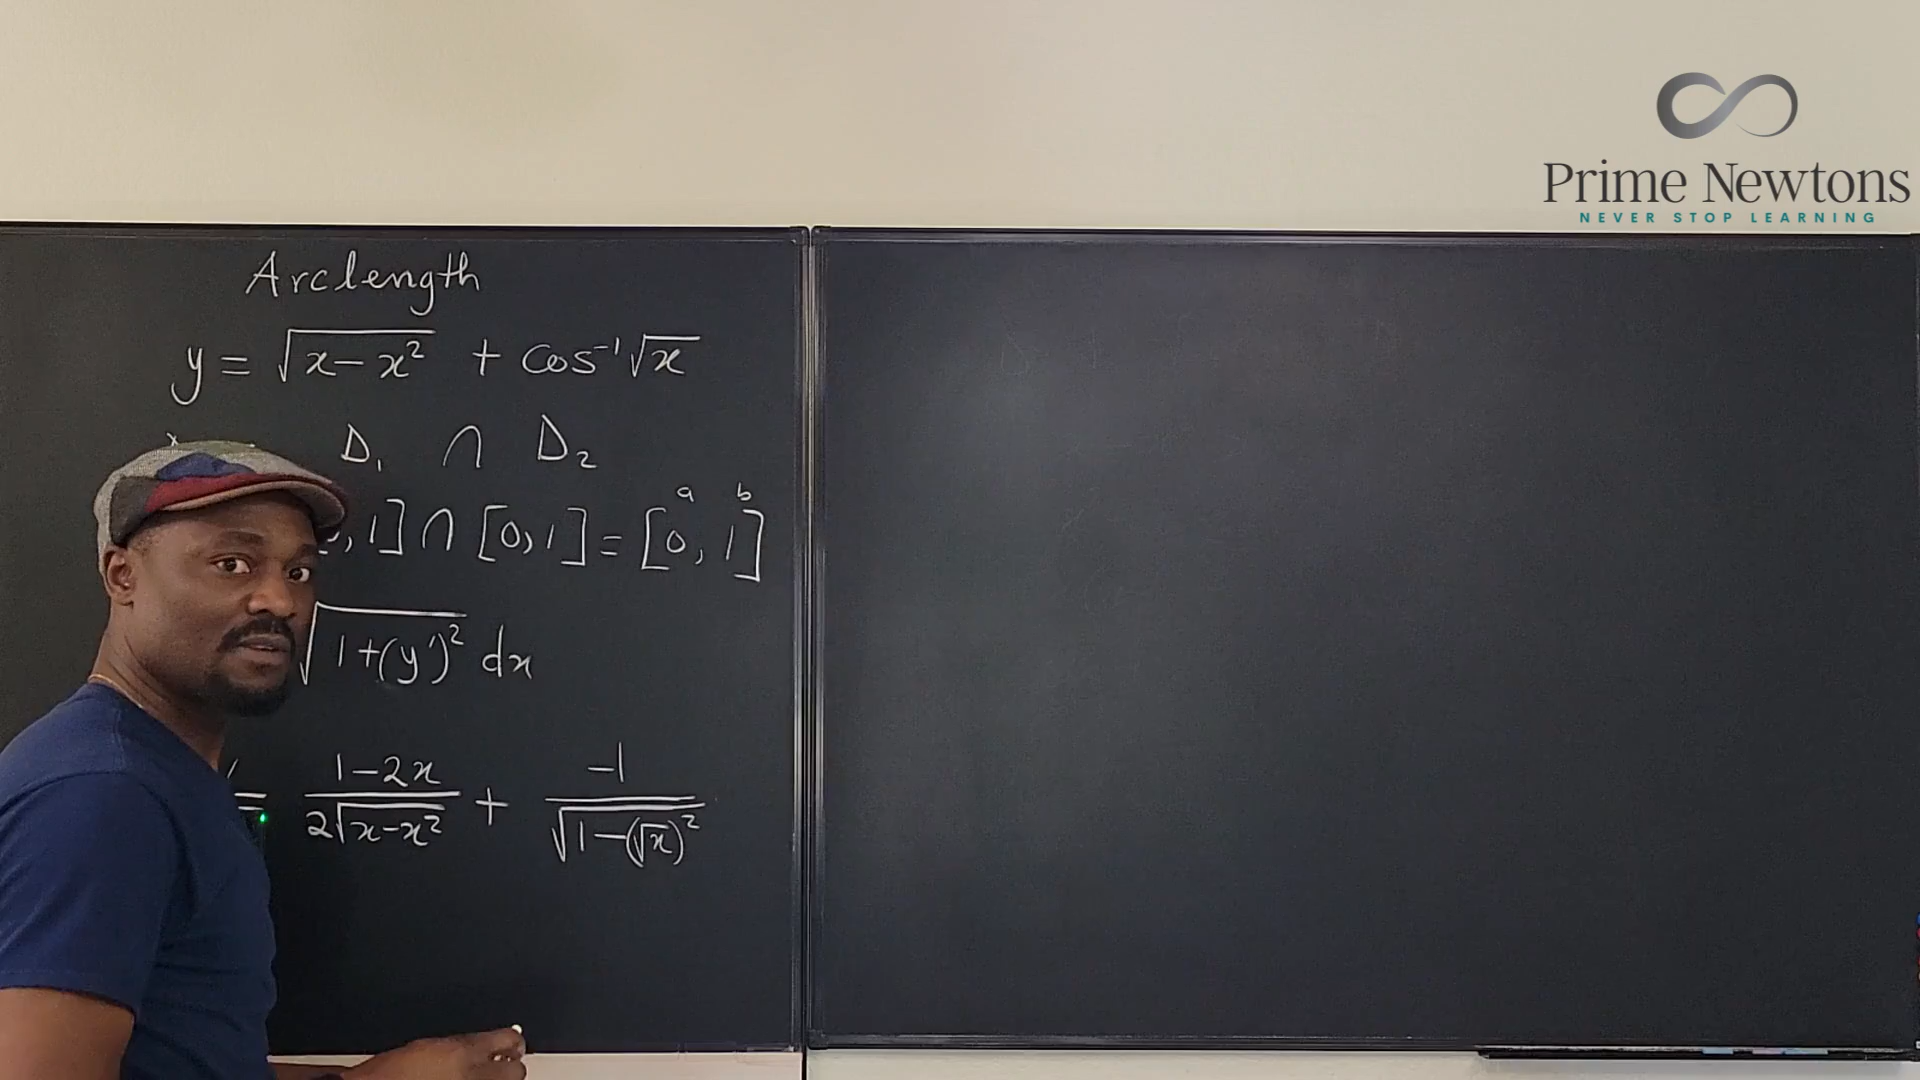 Prime Newtons
NEVER STOP LEARNING
Arclength
y = √(x-x²) + cos⁻¹√x
D₁ ∩ D₂
a b
, 1] ∩ [0,1] = [0, 1]
√(1+(y')²) dx
(1-2x)/(2√(x-x²)) + (-1)/(√(1-(√x)²))